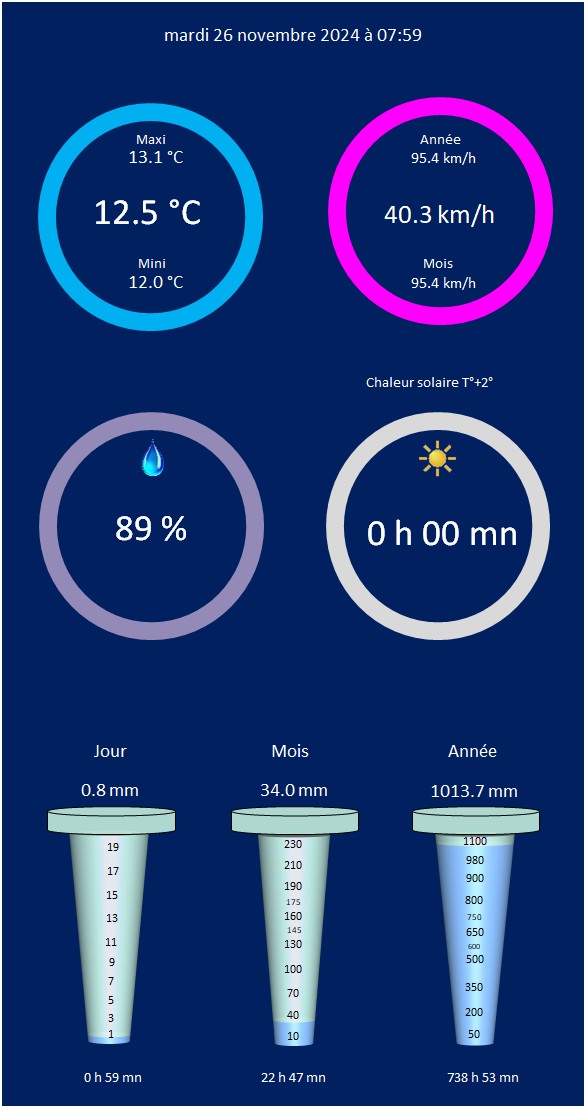 mardi 26 novembre 2024 à 07:59
Maxi
13.1 °C
12.5 °C
Mini
12.0 °C
Année
95.4 km/h
40.3 km/h
Mois
95.4 km/h
Chaleur solaire T°+2°
89 %
0 h 00 mn
Jour
0.8 mm
19
17
15
13
11
9
7
5
3
1
0 h 59 mn
Mois
34.0 mm
230
210
190
175
160
145
130
100
70
40
10
22 h 47 mn
Année
1013.7 mm
1100
980
900
800
750
650
600
500
350
200
50
738 h 53 mn